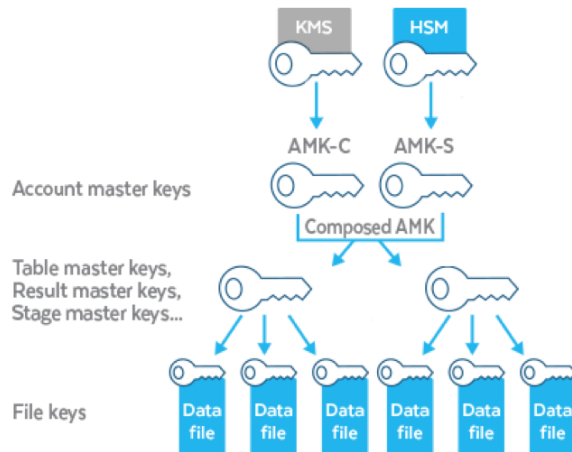 KMS
HSM
AMK-C
AMK-S
Account master keys
Composed AMK
Table master keys,
Result master keys,
Stage master keys...
File keys
Data
file
Data
file
Data
file
Data
file
Data
file
Data
file